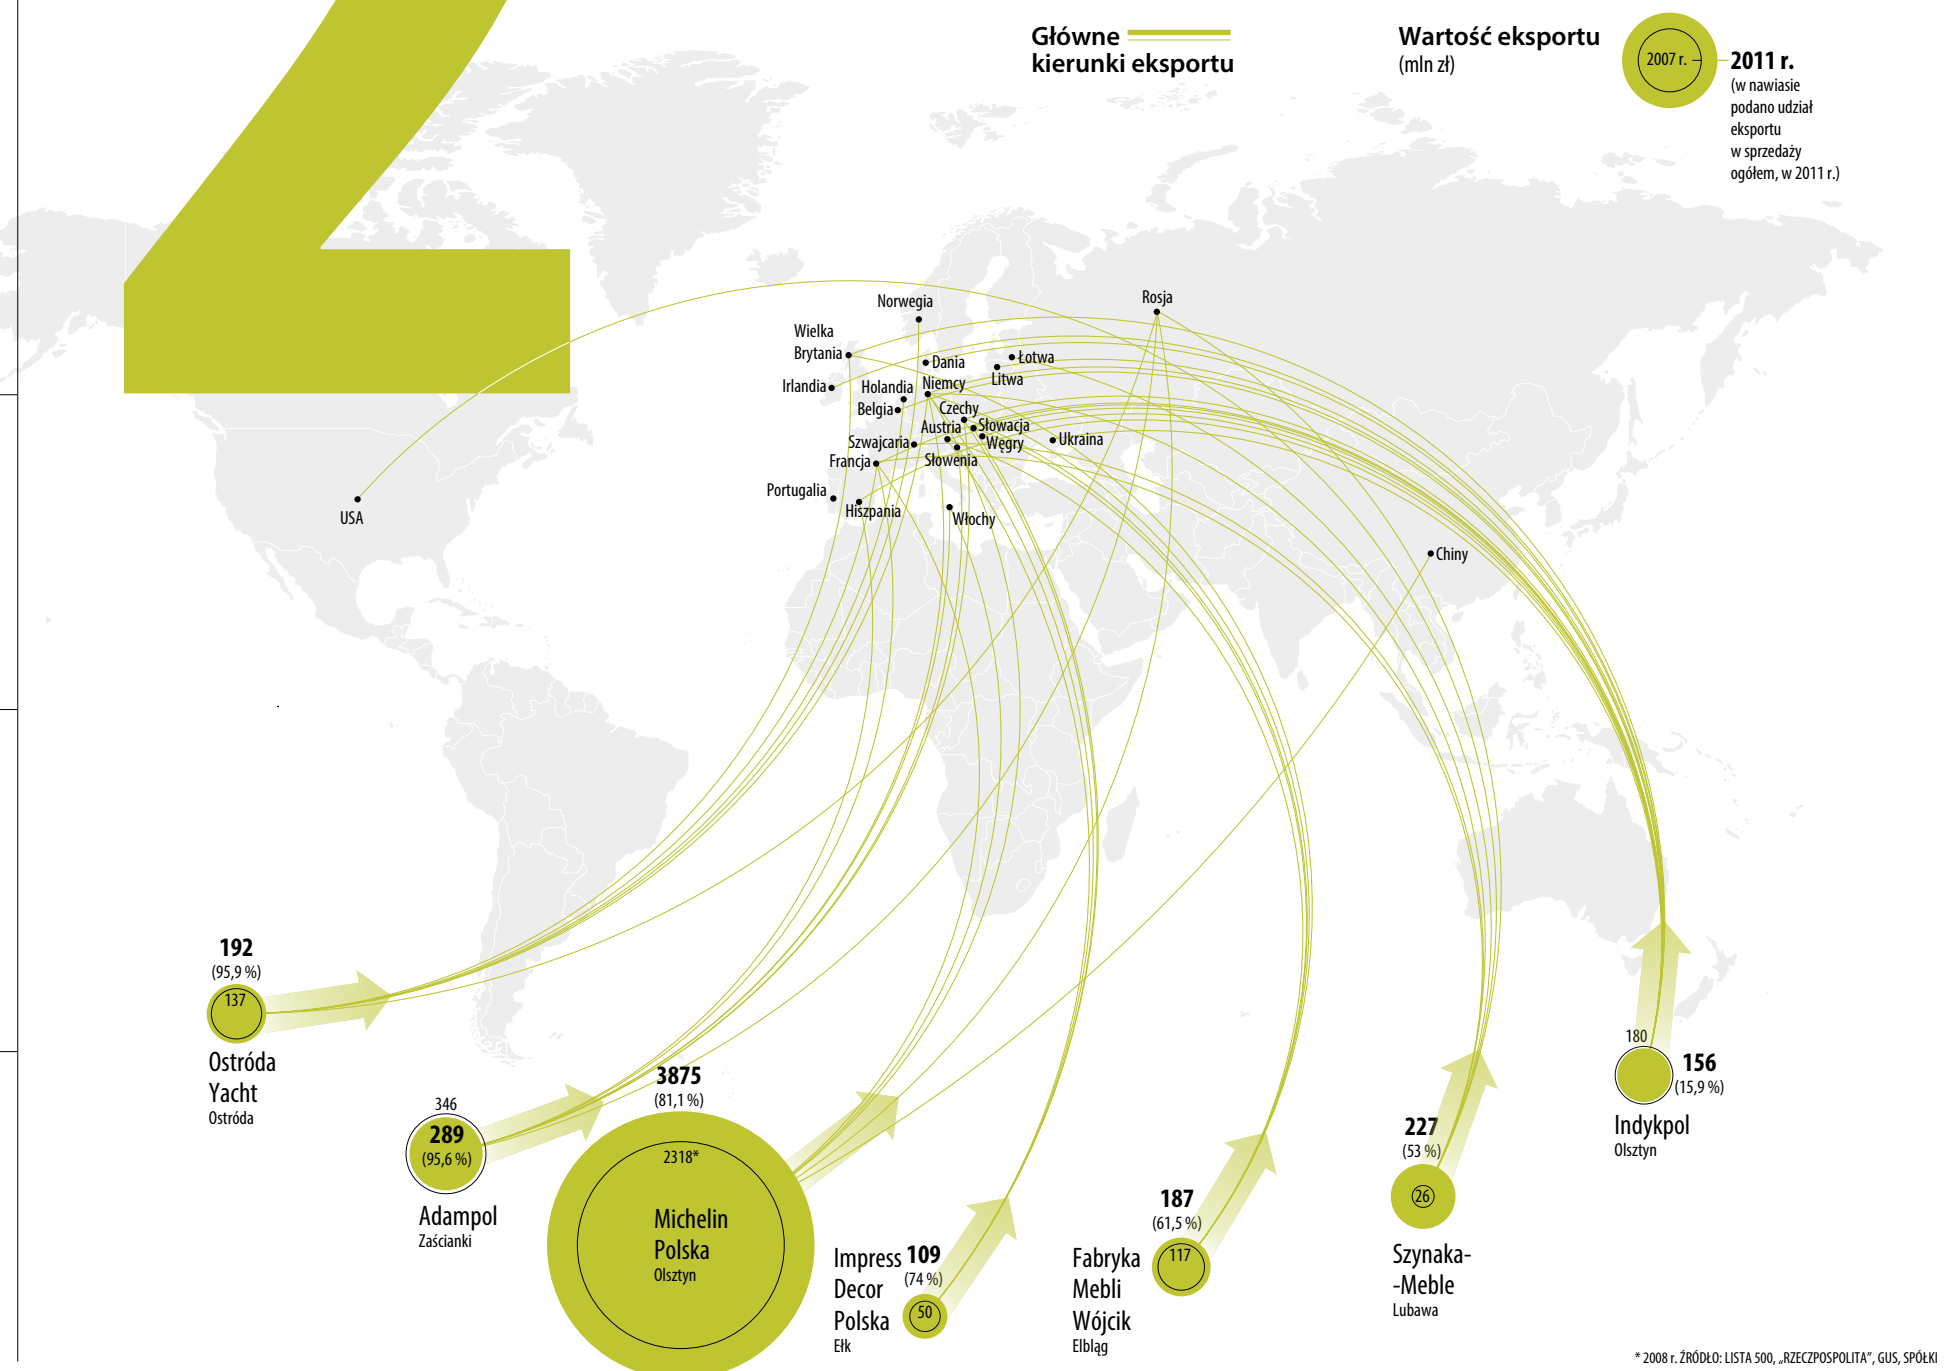 Główne
kierunki eksportu
Wartość eksportu
(mln zł)
2007 r.
2011 r.
(w nawiasie
podano udział
eksportu
w sprzedaży
ogółem, w 2011 r.)
Norwegia
Rosja
Wielka
Brytania
Dania
Łotwa
Litwa
Irlandia
Holandia
Niemcy
Belgia
Czechy
Austria
Słowacja
Szwajcaria
Węgry
Ukraina
Francja
Słowenia
Portugalia
Hiszpania
Włochy
USA
Chiny
192
(95,9 %)
137
Ostróda
Yacht
Ostróda
346
289
(95,6 %)
Adampol
Zaścianki
3875
(81,1 %)
2318*
Michelin
Polska
Olsztyn
Impress
Decor
Polska
Ełk
109
(74 %)
50
Fabryka
Mebli
Wójcik
Elbląg
187
(61,5 %)
117
227
(53 %)
26
Szynaka-
-Meble
Lubawa
180
156
(15,9 %)
Indykpol
Olsztyn
* 2008 r. ŹRÓDŁO: LISTA 500, „RZECZPOSPOLITA”, GUS, SPÓŁKI